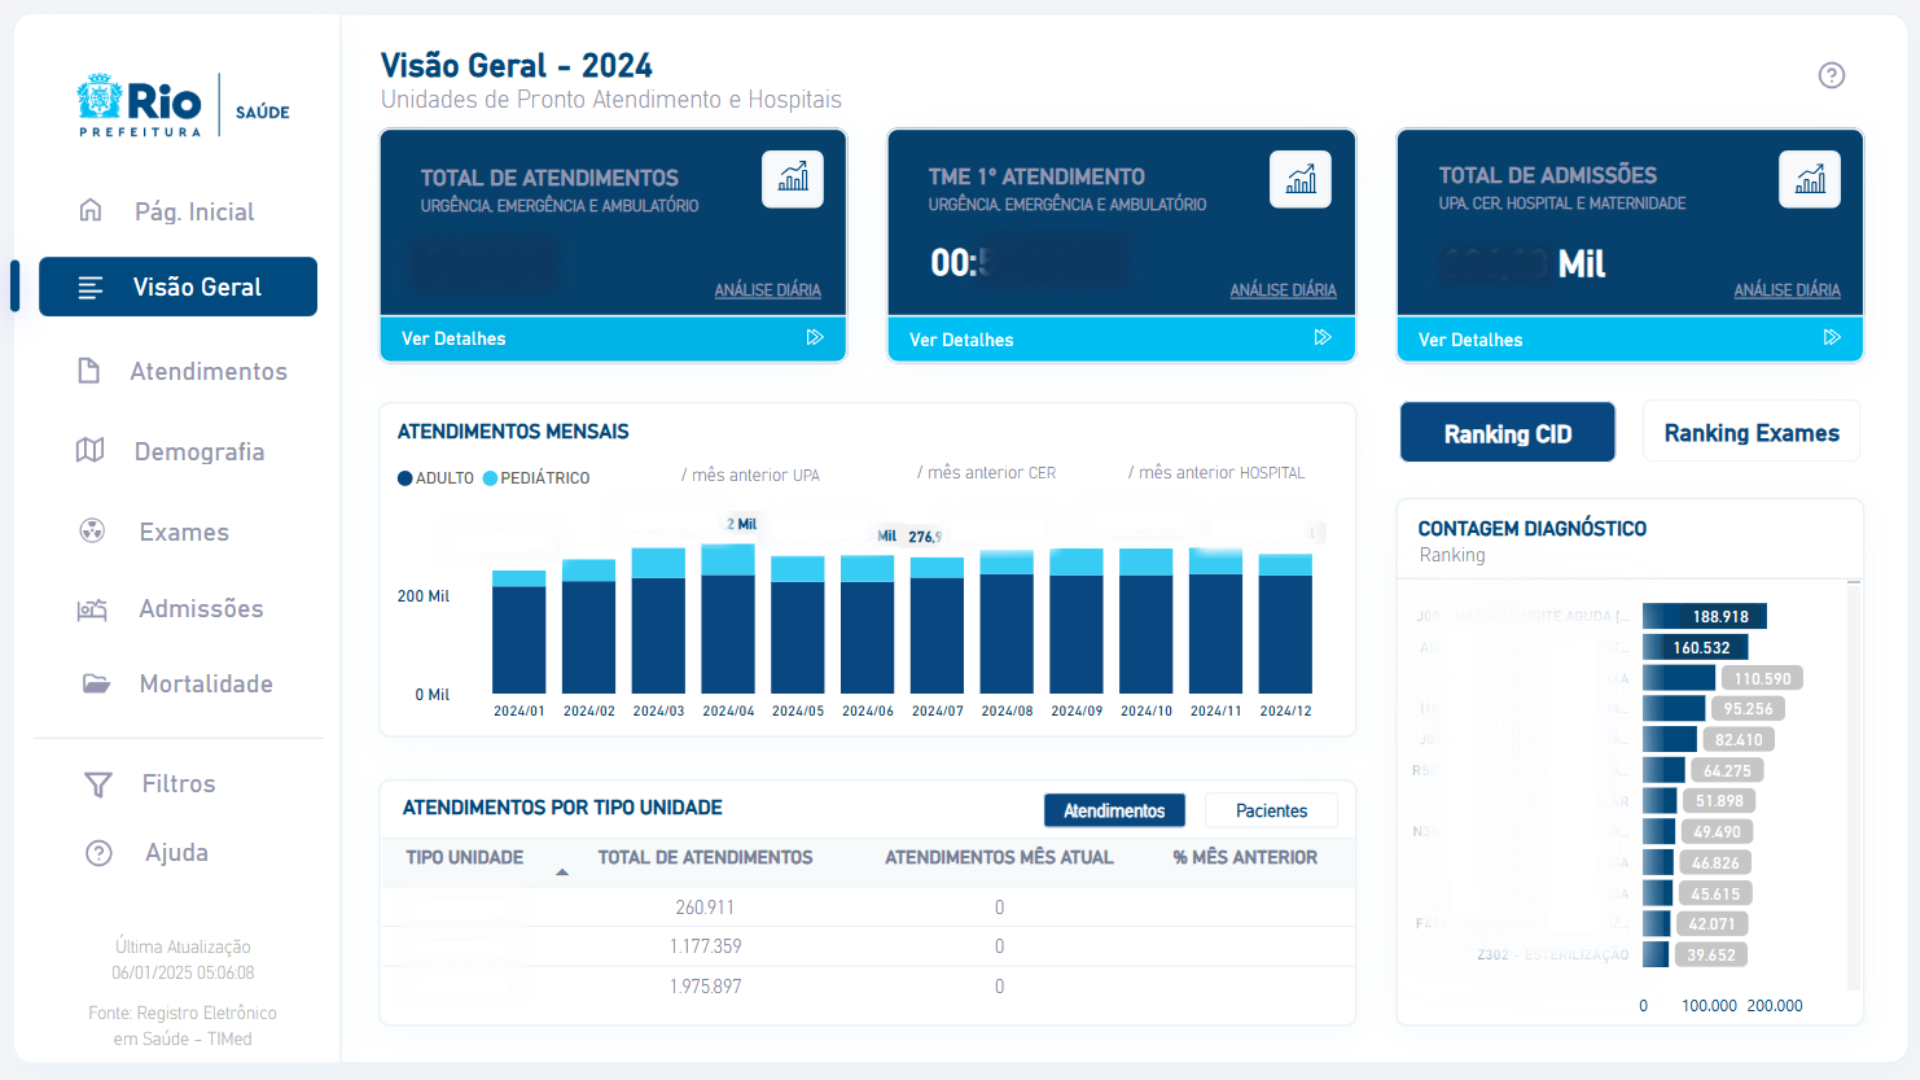 Rio
PREFEITURA
SAÚDE
Pág. Inicial
Visão Geral
Atendimentos
Demografia
Exames
Admissões
Mortalidade
Filtros
Ajuda
Última Atualização
06/01/2025 05:06:08
Fonte: Registro Eletrônico
em Saúde - TIMed
Visão Geral - 2024
Unidades de Pronto Atendimento e Hospitais
TOTAL DE ATENDIMENTOS
URGÊNCIA, EMERGÊNCIA E AMBULATÓRIO
ANÁLISE DIÁRIA
Ver Detalhes
TME 1º ATENDIMENTO
URGÊNCIA, EMERGÊNCIA E AMBULATÓRIO
00:
ANÁLISE DIÁRIA
Ver Detalhes
TOTAL DE ADMISSÕES
UPA, CER, HOSPITAL E MATERNIDADE
Mil
ANÁLISE DIÁRIA
Ver Detalhes
ATENDIMENTOS MENSAIS
ADULTO PEDIÁTRICO
/ mês anterior UPA
/ mês anterior CER
/ mês anterior HOSPITAL
2 Mil
Mil 276,9
200 Mil
0 Mil
2024/01 2024/02 2024/03 2024/04 2024/05 2024/06 2024/07 2024/08 2024/09 2024/10 2024/11 2024/12
Ranking CID
Ranking Exames
CONTAGEM DIAGNÓSTICO
Ranking
AGUDA [... 188.918
160.532
110.590
95.256
82.410
64.275
51.898
49.490
46.826
45.615
42.071
Z302 - ESTERILIZAÇÃO 39.652
0 100.000 200.000
ATENDIMENTOS POR TIPO UNIDADE
Atendimentos
Pacientes
TIPO UNIDADE TOTAL DE ATENDIMENTOS ATENDIMENTOS MÊS ATUAL % MÊS ANTERIOR
260.911 0
1.177.359 0
1.975.897 0